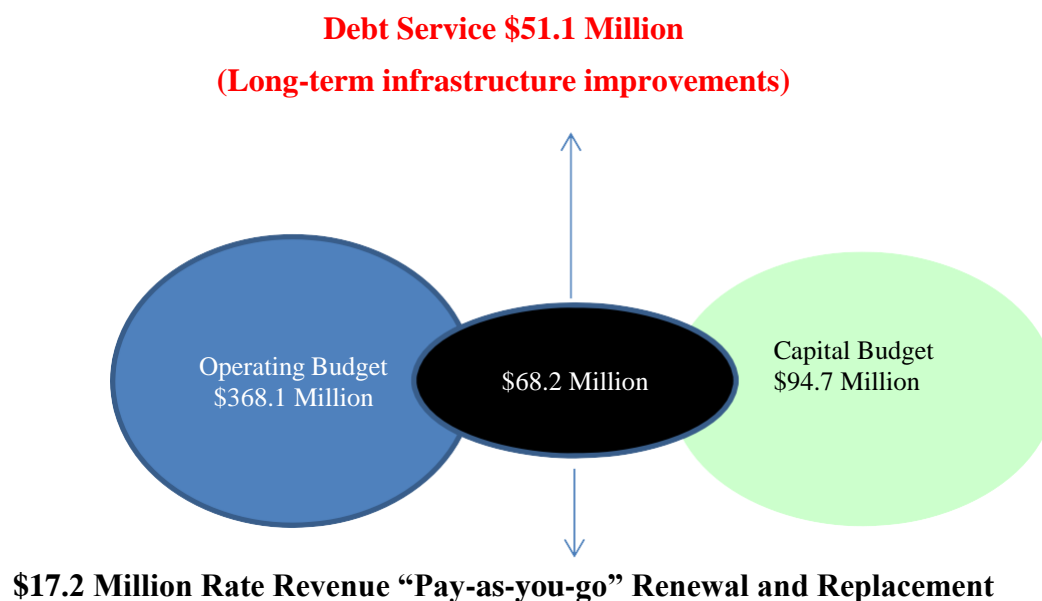 Debt Service $51.1 Million
(Long-term infrastructure improvements)
Operating Budget
$368.1 Million
$68.2 Million
Capital Budget
$94.7 Million
$17.2 Million Rate Revenue “Pay-as-you-go” Renewal and Replacement